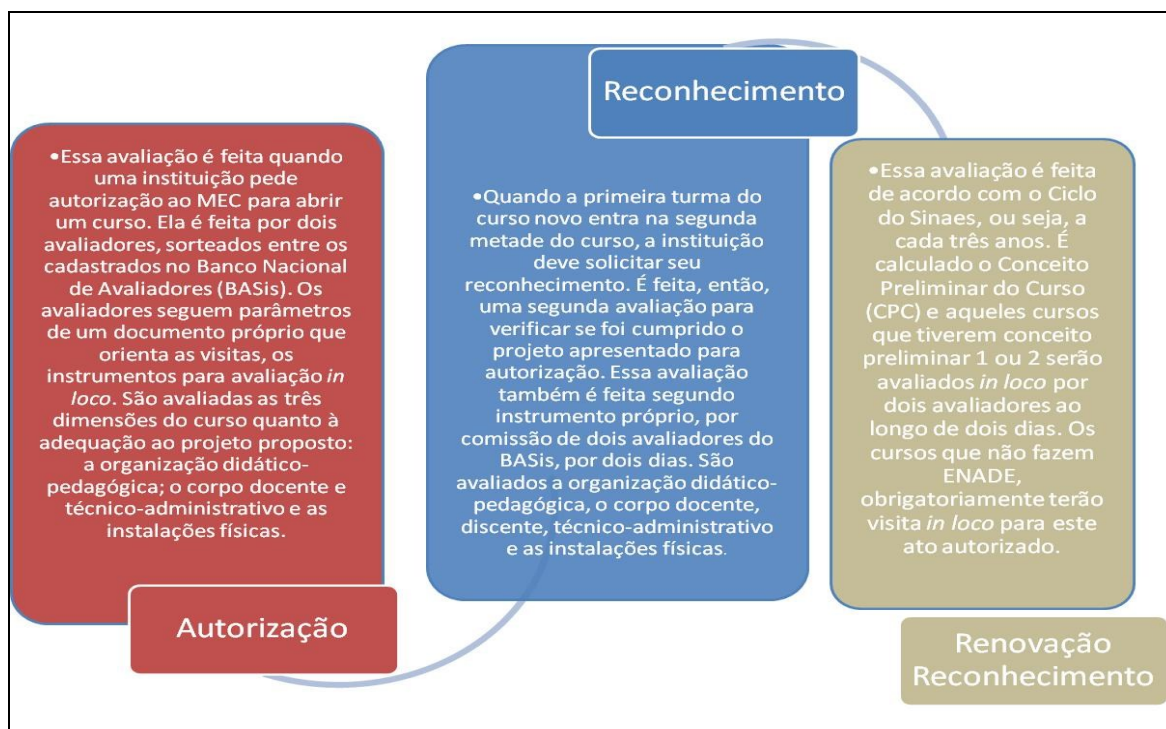 •Essa avaliação é feita quando
uma instituição pede
autorização ao MEC para abrir
um curso. Ela é feita por dois
avaliadores, sorteados entre os
cadastrados no Banco Nacional
de Avaliadores (BASis). Os
avaliadores seguem parâmetros
de um documento próprio que
orienta as visitas, os
instrumentos para avaliação in
loco. São avaliadas as três
dimensões do curso quanto à
adequação ao projeto proposto:
a organização didático-
pedagógica; o corpo docente e
técnico-administrativo e as
instalações físicas.
Autorização
Reconhecimento
•Quando a primeira turma do
curso novo entra na segunda
metade do curso, a instituição
deve solicitar seu
reconhecimento. É feita, então,
uma segunda avaliação para
verificar se foi cumprido o
projeto apresentado para
autorização. Essa avaliação
também é feita segundo
instrumento próprio, por
comissão de dois avaliadores do
BASis, por dois dias. São
avaliados a organização didático-
pedagógica, o corpo docente,
discente, técnico-administrativo
e as instalações físicas.
•Essa avaliação é feita
de acordo com o Ciclo
do Sinaes, ou seja, a
cada três anos. É
calculado o Conceito
Preliminar do Curso
(CPC) e aqueles cursos
que tiverem conceito
preliminar 1 ou 2 serão
avaliados in loco por
dois avaliadores ao
longo de dois dias. Os
cursos que não fazem
ENADE,
obrigatoriamente terão
visita in loco para este
ato autorizado.
Renovação
Reconhecimento